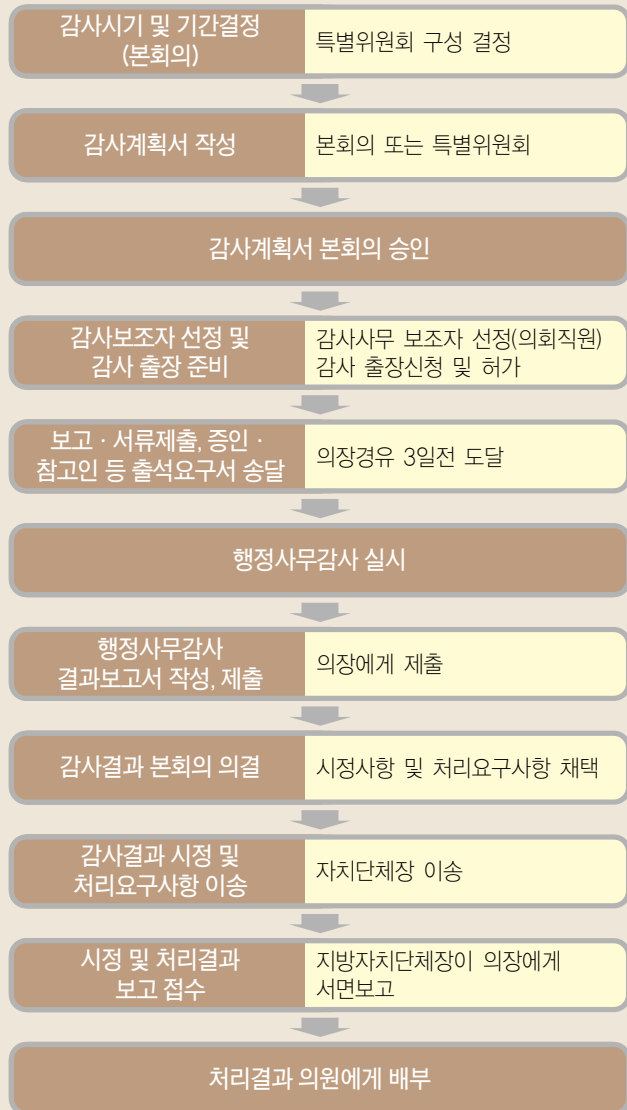 감사시기 및 기간결정
(본회의)
특별위원회 구성 결정
감사계획서 작성
본회의 또는 특별위원회
감사계획서 본회의 승인
감사보조자 선정 및
감사 출장 준비
감사사무 보조자 선정(의회직원)
감사 출장신청 및 허가
보고 · 서류제출, 증인 ·
참고인 등 출석요구서 송달
의장경유 3일전 도달
행정사무감사 실시
행정사무감사
결과보고서 작성, 제출
의장에게 제출
감사결과 본회의 의결
시정사항 및 처리요구사항 채택
감사결과 시정 및
처리요구사항 이송
자치단체장 이송
시정 및 처리결과
보고 접수
지방자치단체장이 의장에게
서면보고
처리결과 의원에게 배부